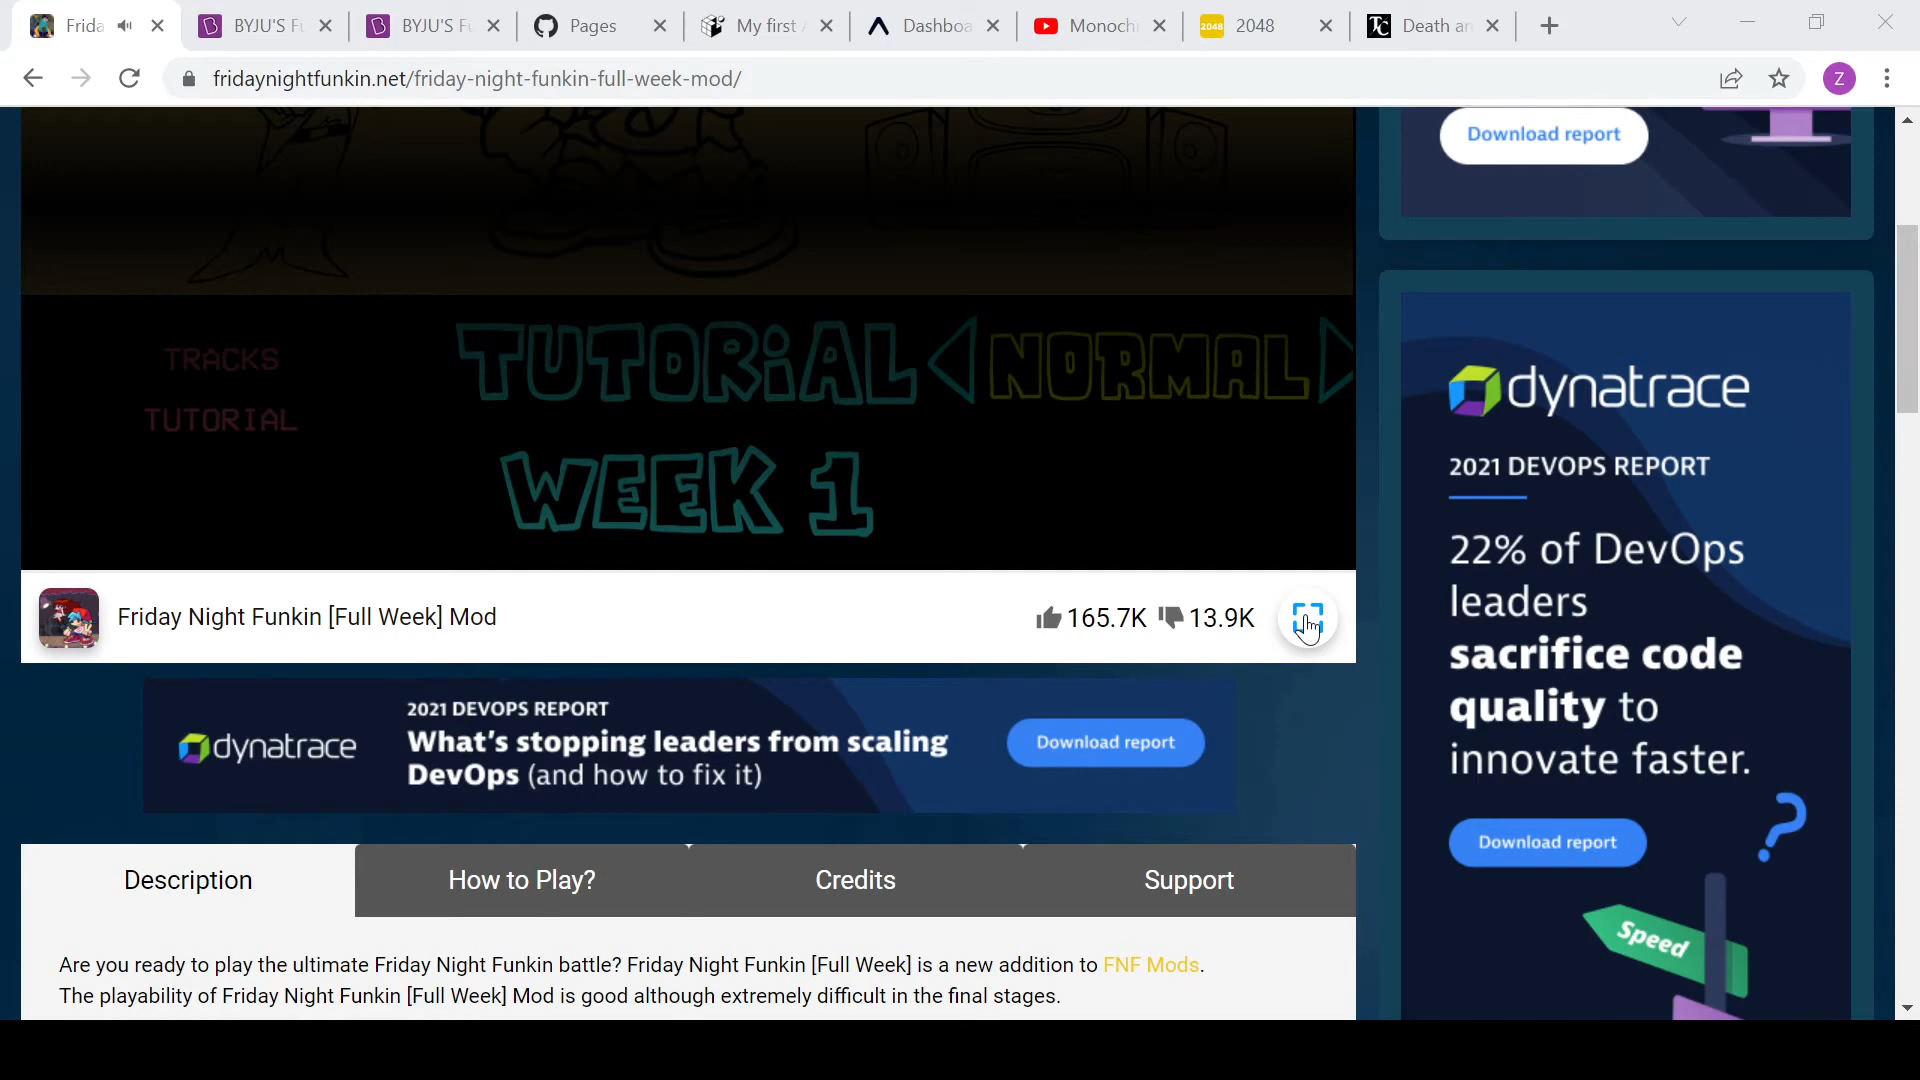 Frida
BYJU'S F
BYJU'S F
Pages
My first
Dashboa
Monoch
2048
2048
TC
Death an
fridaynightfunkin.net/friday-night-funkin-full-week-mod/
Z
Download report
TRACKS
TUTORIAL
TUTORIAL
NORMAL
WEEK 1
Friday Night Funkin [Full Week] Mod
165.7K
13.9K
2021 DEVOPS REPORT
dynatrace
What's stopping leaders from scaling
DevOps (and how to fix it)
Download report
dynatrace
2021 DEVOPS REPORT
22% of DevOps
leaders
sacrifice code
quality to
innovate faster.
Download report
?
Speed
Description
How to Play?
Credits
Support
Are you ready to play the ultimate Friday Night Funkin battle? Friday Night Funkin [Full Week] is a new addition to FNF Mods.
The playability of Friday Night Funkin [Full Week] Mod is good although extremely difficult in the final stages.